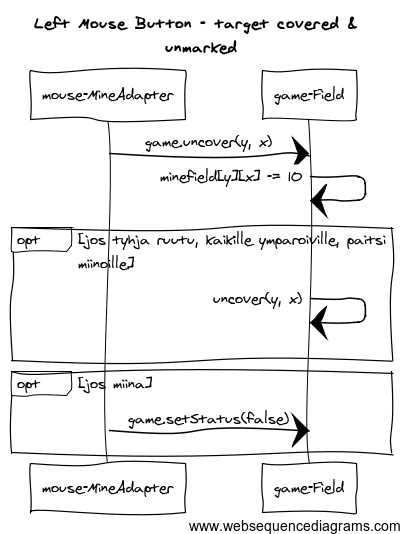 Left Mouse Button - target covered &
unmarked
mouse-MineAdapter
game-Field
game.uncover(y, x)
minefield[y][x] -= 10
opt
[jos tyhja ruutu, kaikille ymparoiville, paitsi
miinoille]
uncover(y, x)
opt
[jos miina]
game.setStatus(false)
mouse-MineAdapter
game-Field
www.websequencediagrams.com